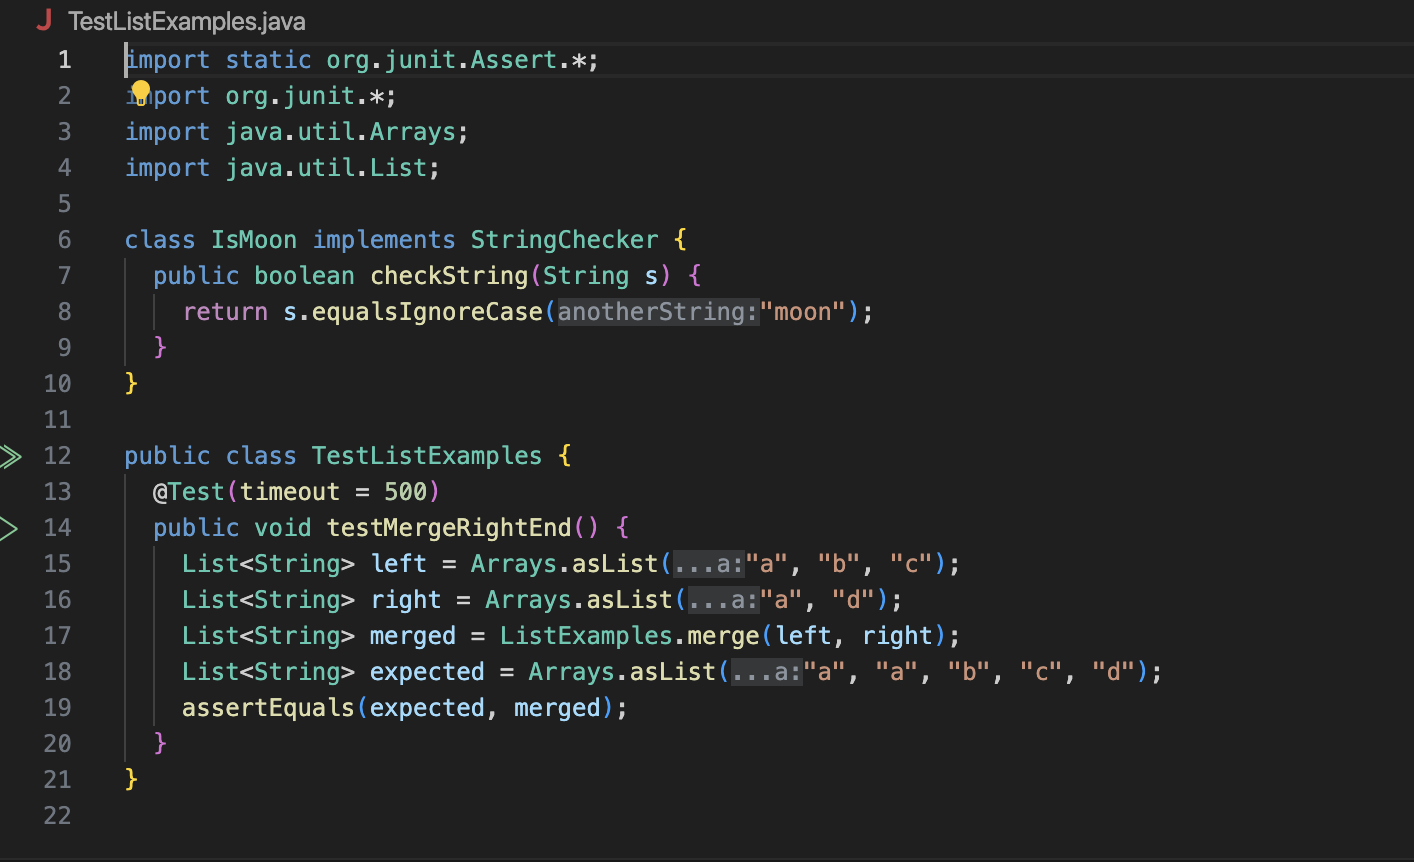 J TestListExamples.java
1 import static org.junit.Assert.*;
2 import org.junit.*;
3 import java.util.Arrays;
4 import java.util.List;
5
6 class IsMoon implements StringChecker {
7   public boolean checkString(String s) {
8     return s.equalsIgnoreCase(anotherString:"moon");
9   }
10 }
11
12 public class TestListExamples {
13   @Test(timeout = 500)
14   public void testMergeRightEnd() {
15     List<String> left = Arrays.asList(...a:"a", "b", "c");
16     List<String> right = Arrays.asList(...a:"a", "d");
17     List<String> merged = ListExamples.merge(left, right);
18     List<String> expected = Arrays.asList(...a:"a", "a", "b", "c", "d");
19     assertEquals(expected, merged);
20   }
21 }
22